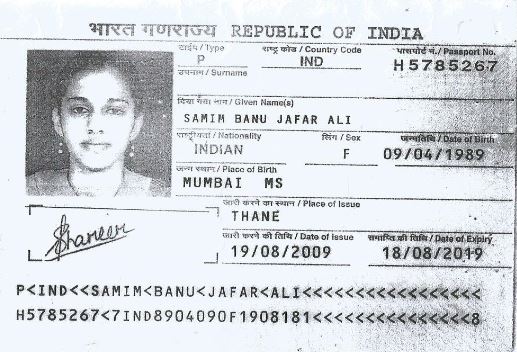 भारत गणराज्य REPUBLIC OF INDIA
टाईप / Type राष्ट्र कोड / Country Code पासपोर्ट नं. / Passport No.
P IND H5785267
उपनाम / Surname
दिया गया नाम / Given Name(s)
SAMIM BANU JAFAR ALI
राष्ट्रीयता / Nationality लिंग / Sex जन्मतिथि / Date of Birth
INDIAN F 09/04/1989
जन्म स्थान / Place of Birth
MUMBAI MS
जारी करने का स्थान / Place of Issue
THANE
जारी करने की तिथि / Date of Issue समाप्ति की तिथि / Date of Expiry
19/08/2009 18/08/2019
P<IND<<SAMIM<BANU<JAFAR<ALI<<<<<<<<<<<<<<<<<
H5785267<7IND8904090F1908181<<<<<<<<<<<<<<<8